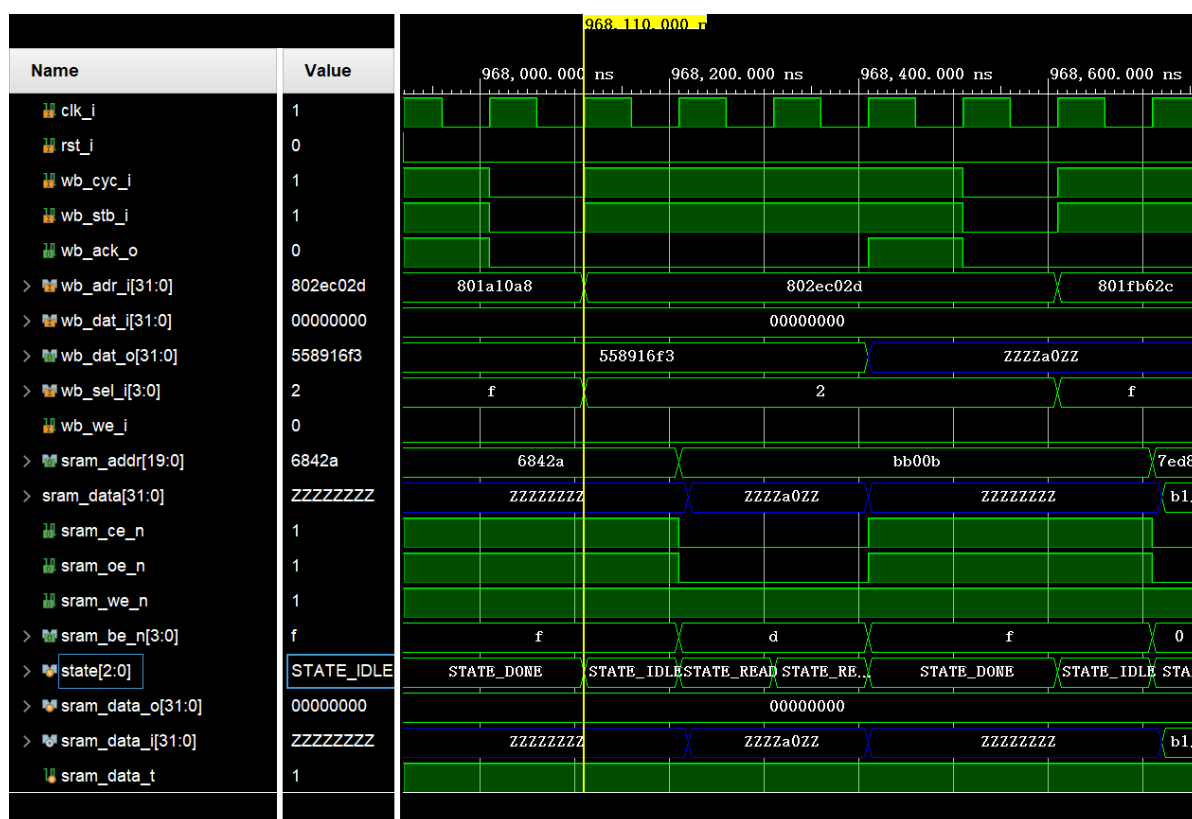 968,110.000 n
Name Value
968,000.000 ns 968,200.000 ns 968,400.000 ns 968,600.000 ns
clk_i 1
rst_i 0
wb_cyc_i 1
wb_stb_i 1
wb_ack_o 0
> wb_adr_i[31:0] 802ec02d 801a10a8 802ec02d 801fb62c
> wb_dat_i[31:0] 00000000 00000000
> wb_dat_o[31:0] 558916f3 558916f3 ZZZZa0ZZ
> wb_sel_i[3:0] 2 f 2 f
wb_we_i 0
> sram_addr[19:0] 6842a 6842a bb00b 7ed8
> sram_data[31:0] ZZZZZZZZ ZZZZZZZZ ZZZZa0ZZ ZZZZZZZZ b1.
sram_ce_n 1
sram_oe_n 1
sram_we_n 1
> sram_be_n[3:0] f f d f 0
> state[2:0] STATE_IDLE STATE_DONE STATE_IDLE STATE_READ STATE_RE.. STATE_DONE STATE_IDLE STA
> sram_data_o[31:0] 00000000 00000000
> sram_data_i[31:0] ZZZZZZZZ ZZZZZZZZ ZZZZa0ZZ ZZZZZZZZ b1.
sram_data_t 1